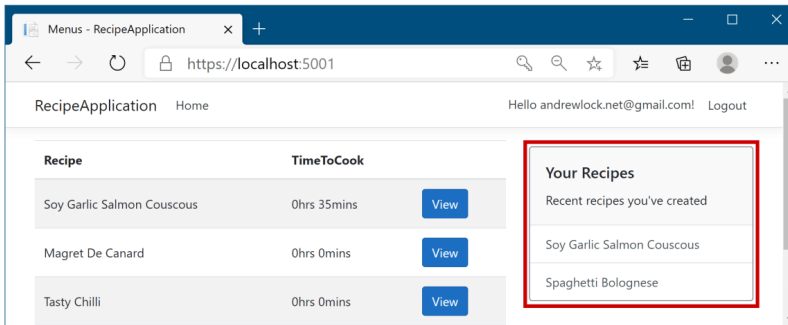 Menus - RecipeApplication
https://localhost:5001
RecipeApplication Home Hello andrewlock.net@gmail.com! Logout
Recipe TimeToCook
Soy Garlic Salmon Couscous 0hrs 35mins View
Magret De Canard 0hrs 0mins View
Tasty Chilli 0hrs 0mins View
Your Recipes
Recent recipes you've created
Soy Garlic Salmon Couscous
Spaghetti Bolognese